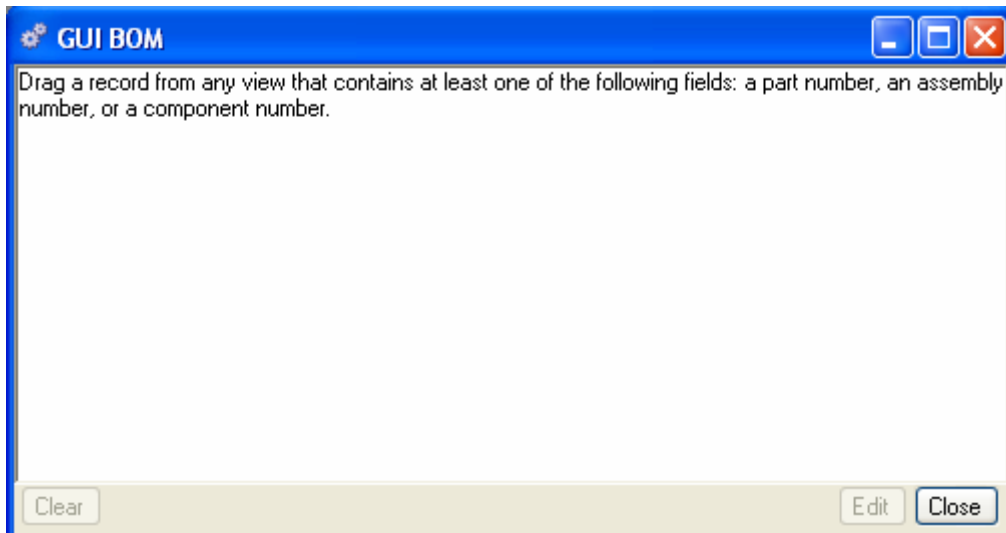 GUI BOM
Drag a record from any view that contains at least one of the following fields: a part number, an assembly
number, or a component number.
Clear
Edit
Close